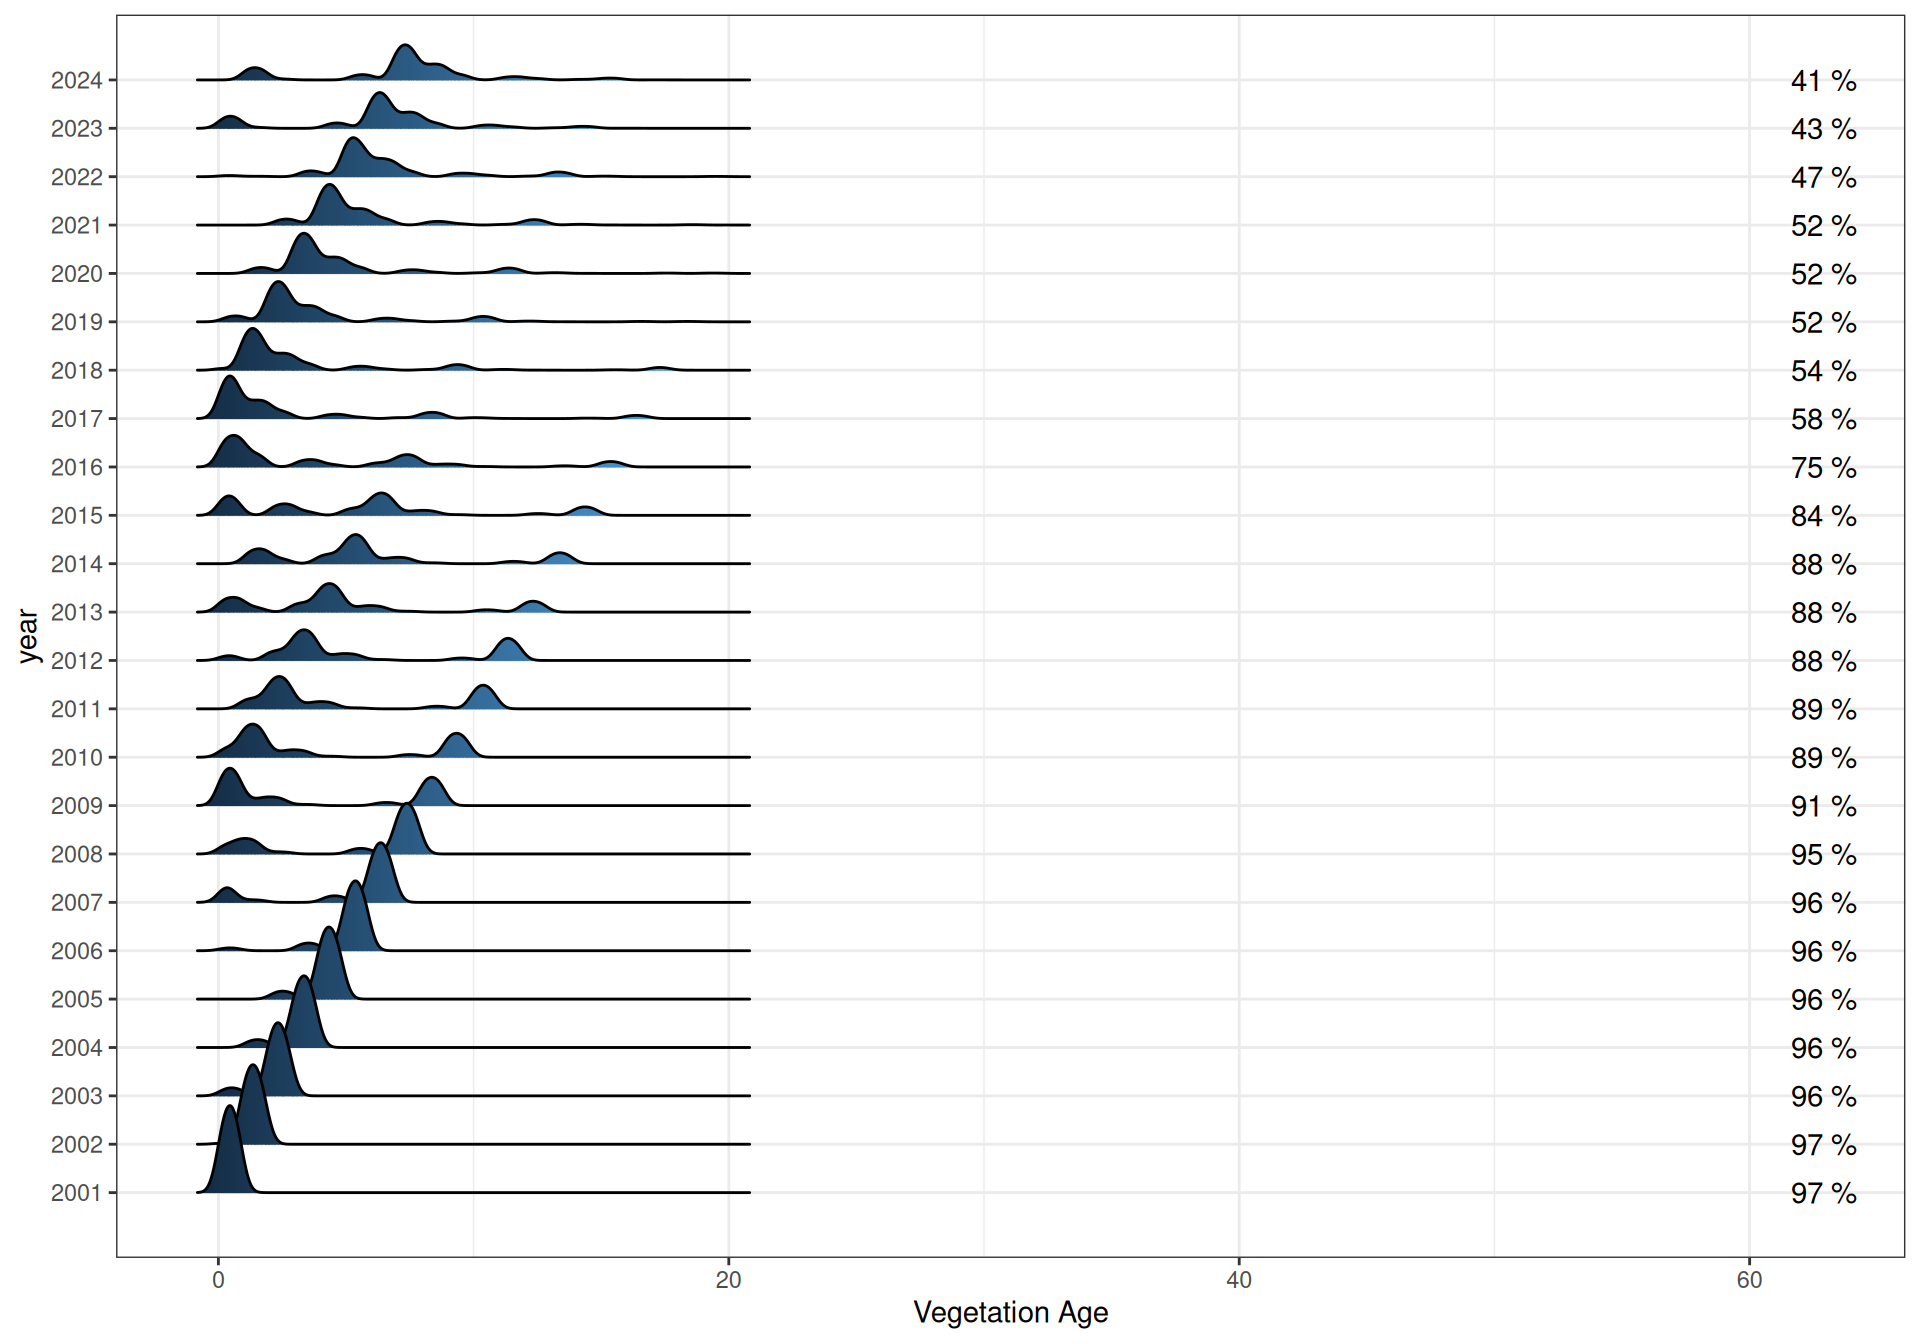 2024 41 %
2023 43 %
2022 47 %
2021 52 %
2020 52 %
2019 52 %
2018 54 %
2017 58 %
2016 75 %
2015 84 %
2014 88 %
2013 88 %
year
2012 88 %
2011 89 %
2010 89 %
2009 91 %
2008 95 %
2007 96 %
2006 96 %
2005 96 %
2004 96 %
2003 96 %
2002 97 %
2001 97 %
0 20 40 60
Vegetation Age